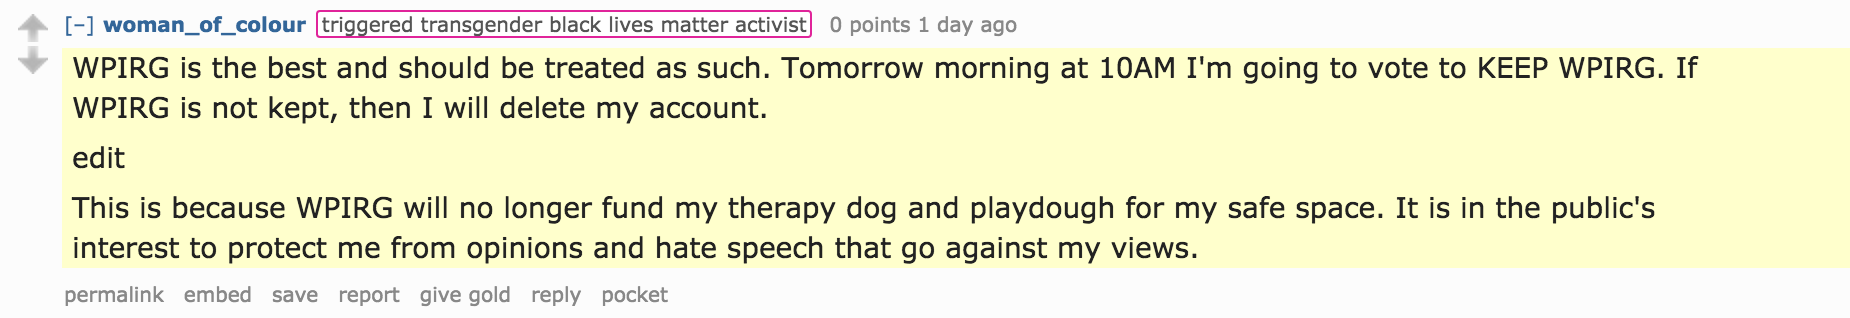 [–] woman_of_colour triggered transgender black lives matter activist 0 points 1 day ago
WPIRG is the best and should be treated as such. Tomorrow morning at 10AM I'm going to vote to KEEP WPIRG. If
WPIRG is not kept, then I will delete my account.
edit
This is because WPIRG will no longer fund my therapy dog and playdough for my safe space. It is in the public's
interest to protect me from opinions and hate speech that go against my views.
permalink embed save report give gold reply pocket